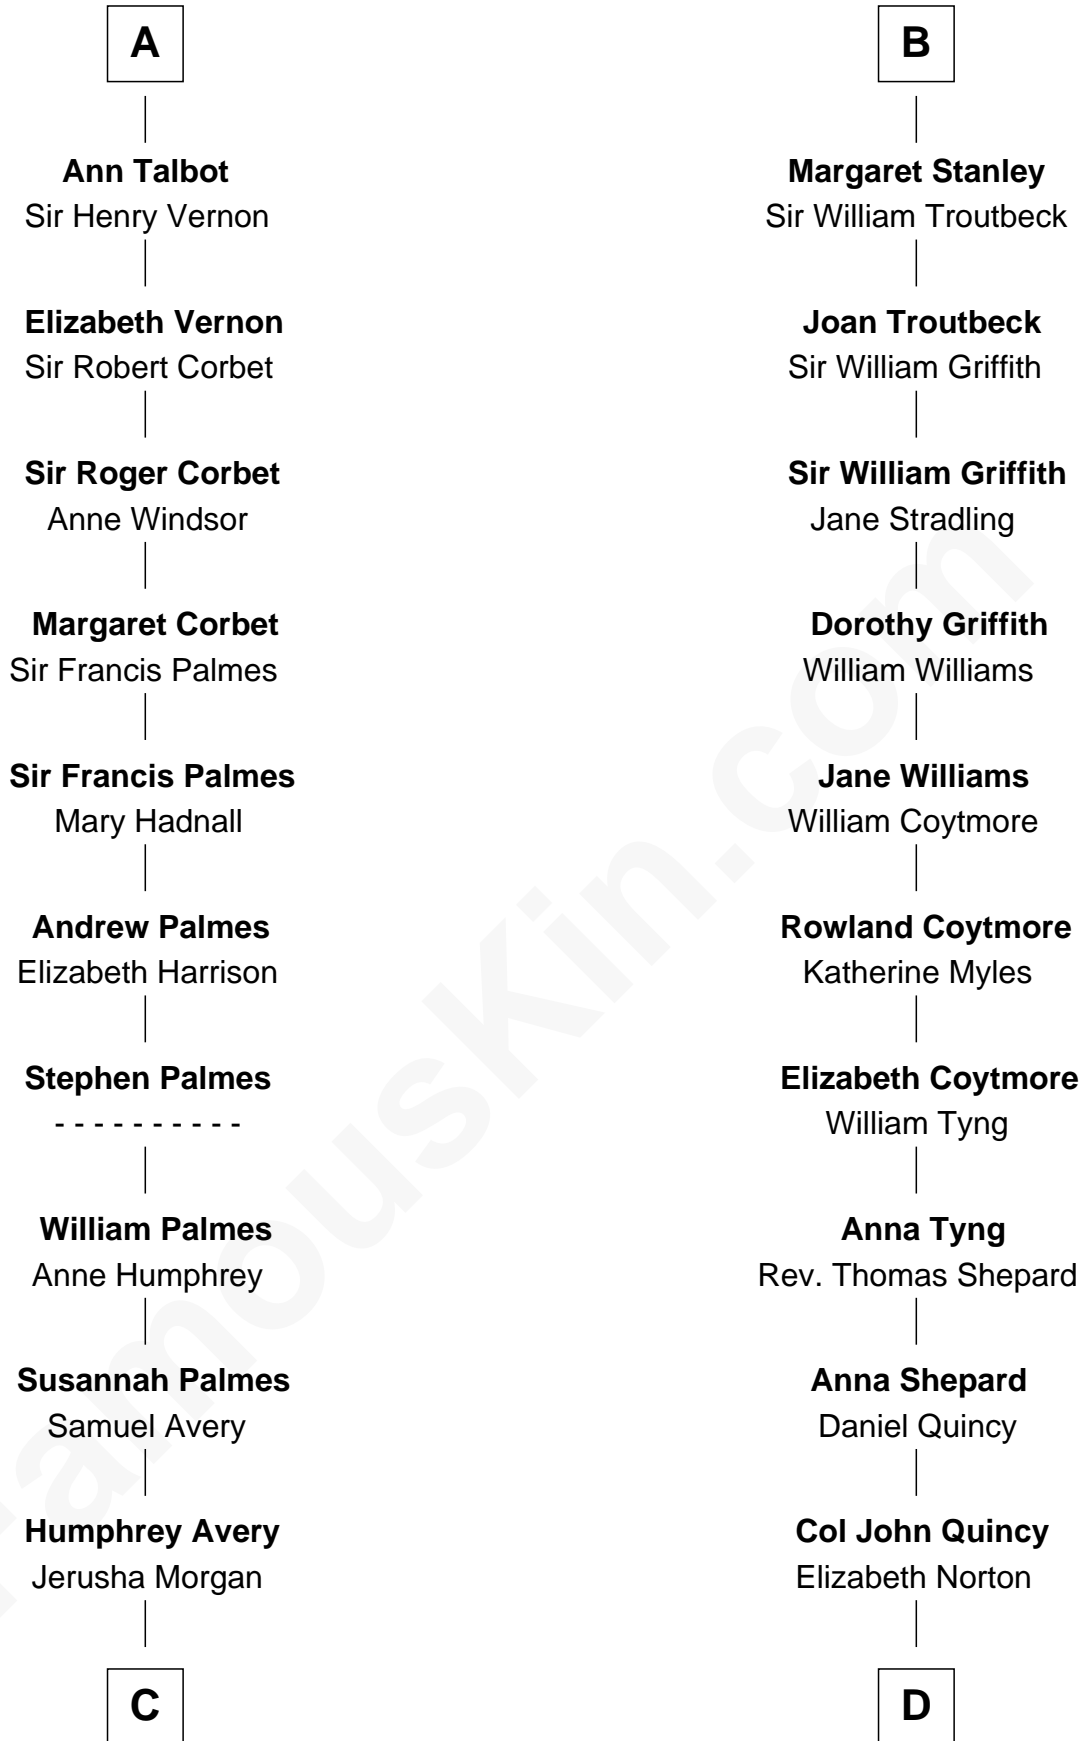 A
Ann Talbot
Sir Henry Vernon
Elizabeth Vernon
Sir Robert Corbet
Sir Roger Corbet
Anne Windsor
Margaret Corbet
Sir Francis Palmes
Sir Francis Palmes
Mary Hadnall
Andrew Palmes
Elizabeth Harrison
Stephen Palmes
- - - - - - - - - -
William Palmes
Anne Humphrey
Susannah Palmes
Samuel Avery
Humphrey Avery
Jerusha Morgan
C
B
Margaret Stanley
Sir William Troutbeck
Joan Troutbeck
Sir William Griffith
Sir William Griffith
Jane Stradling
Dorothy Griffith
William Williams
Jane Williams
William Coytmore
Rowland Coytmore
Katherine Myles
Elizabeth Coytmore
William Tyng
Anna Tyng
Rev. Thomas Shepard
Anna Shepard
Daniel Quincy
Col John Quincy
Elizabeth Norton
D
FamousKin.com